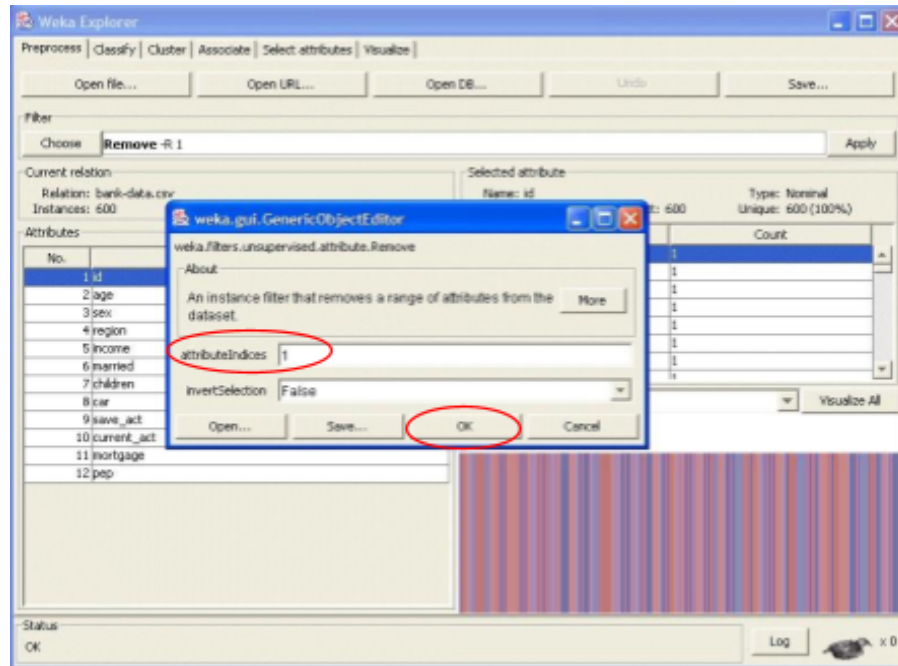 Weka Explorer
Preprocess Classify Cluster Associate Select attributes Visualize
Open file... Open URL... Open DB... Undo Save...
Filter
Choose Remove -R 1 Apply
Current relation
Relation: bank-data.csv
Instances: 600
Selected attribute
Name: id Type: Nominal
t: 600 Unique: 600 (100%)
Attributes
No.
Count
1 id
2 age
3 sex
4 region
5 income
6 married
7 children
8 car
9 save_act
10 current_act
11 mortgage
12 pep
1
1
1
1
1
1
1
weka.gui.GenericObjectEditor
weka.filters.unsupervised.attribute.Remove
About
An instance filter that removes a range of attributes from the
dataset.
More
attributeIndices 1
invertSelection False
Open... Save... OK Cancel
Visualize All
Status
OK
Log x 0